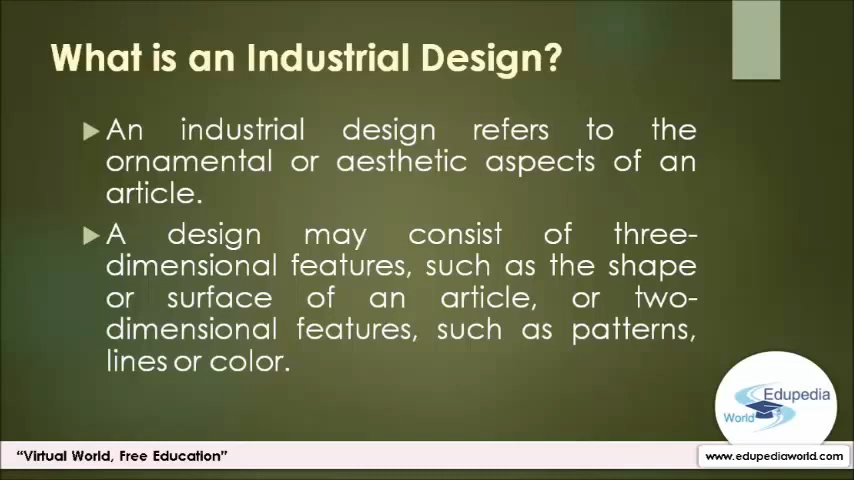 What is an Industrial Design?
An industrial design refers to the
ornamental or aesthetic aspects of an
article.
A design may consist of three-
dimensional features, such as the shape
or surface of an article, or two-
dimensional features, such as patterns,
lines or color.
Edupedia
World
“Virtual World, Free Education”
www.edupediaworld.com